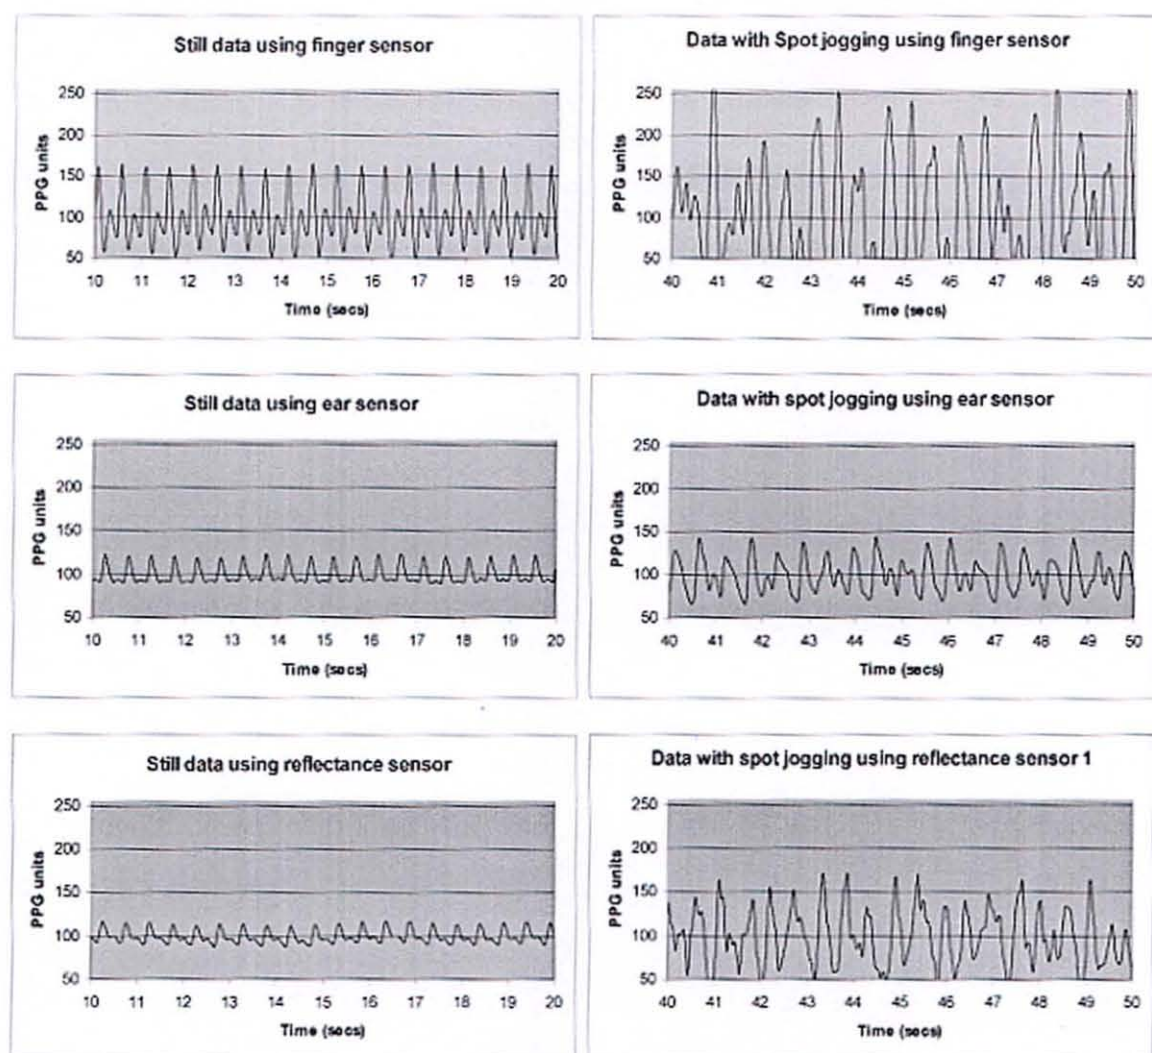 Still data using finger sensor
PPG units
250
200
150
100
50
10 11 12 13 14 15 16 17 18 19 20
Time (secs)
Data with Spot jogging using finger sensor
PPG units
250
200
150
100
50
40 41 42 43 44 45 46 47 48 49 50
Time (secs)
Still data using ear sensor
PPG units
250
200
150
100
50
10 11 12 13 14 15 16 17 18 19 20
Time (secs)
Data with spot jogging using ear sensor
PPG units
250
200
150
100
50
40 41 42 43 44 45 46 47 48 49 50
Time (secs)
Still data using reflectance sensor
PPG units
250
200
150
100
50
10 11 12 13 14 15 16 17 18 19 20
Time (secs)
Data with spot jogging using reflectance sensor 1
PPG units
250
200
150
100
50
40 41 42 43 44 45 46 47 48 49 50
Time (secs)